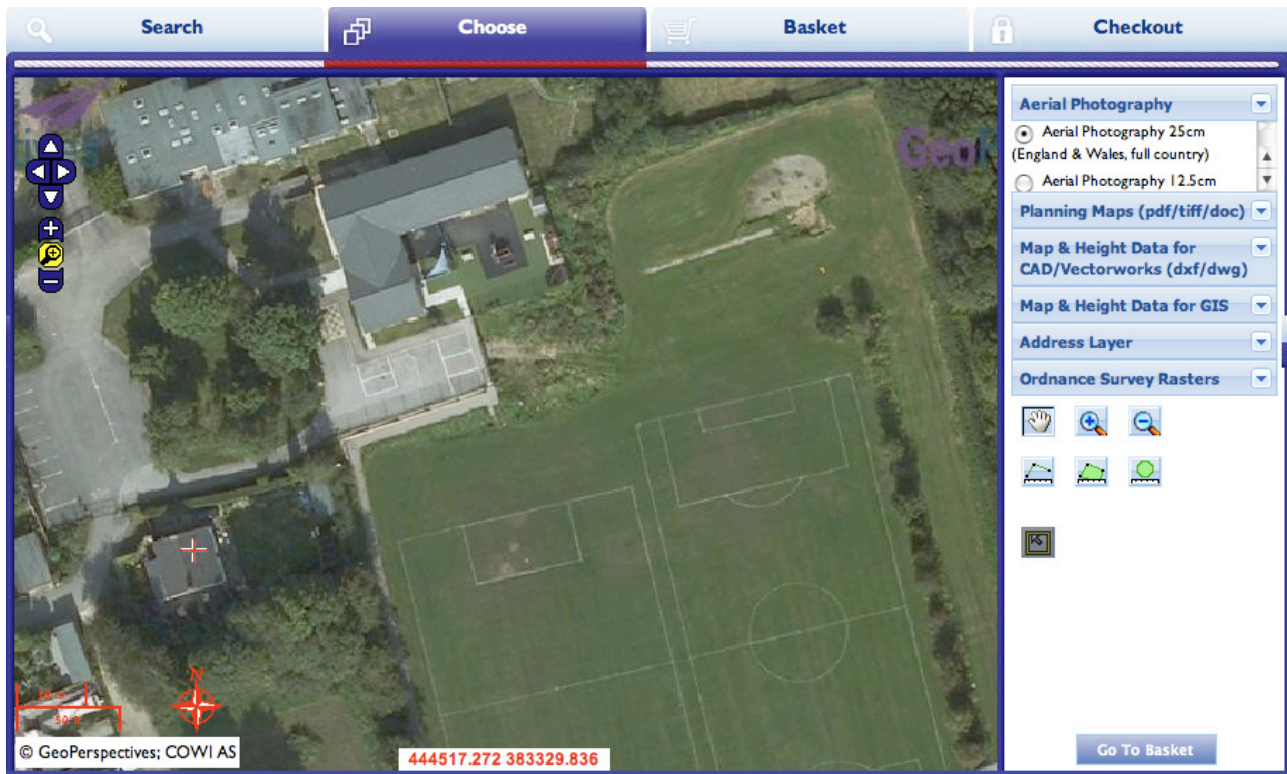 Search
Choose
Basket
Checkout
Aerial Photography
Aerial Photography 25cm
(England & Wales, full country)
Aerial Photography 12.5cm
Planning Maps (pdf/tiff/doc)
Map & Height Data for
CAD/Vectorworks (dxf/dwg)
Map & Height Data for GIS
Address Layer
Ordnance Survey Rasters
N
50 ft
© GeoPerspectives; COWI AS
444517.272 383329.836
Go To Basket